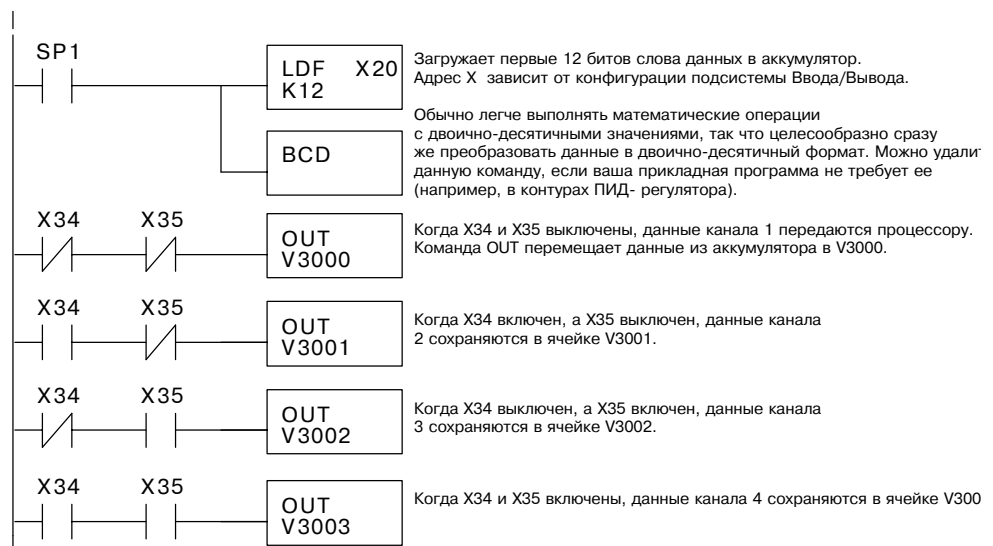 SP1
LDF X20
K12
Загружает первые 12 битов слова данных в аккумулятор.
Адрес X зависит от конфигурации подсистемы Ввода/Вывода.
BCD
Обычно легче выполнять математические операции
с двоично-десятичными значениями, так что целесообразно сразу
же преобразовать данные в двоично-десятичный формат. Можно удалит
данную команду, если ваша прикладная программа не требует ее
(например, в контурах ПИД- регулятора).
X34 X35
OUT
V3000
Когда X34 и X35 выключены, данные канала 1 передаются процессору.
Команда OUT перемещает данные из аккумулятора в V3000.
X34 X35
OUT
V3001
Когда X34 включен, а X35 выключен, данные канала
2 сохраняются в ячейке V3001.
X34 X35
OUT
V3002
Когда X34 выключен, а X35 включен, данные канала
3 сохраняются в ячейке V3002.
X34 X35
OUT
V3003
Когда X34 и X35 включены, данные канала 4 сохраняются в ячейке V300